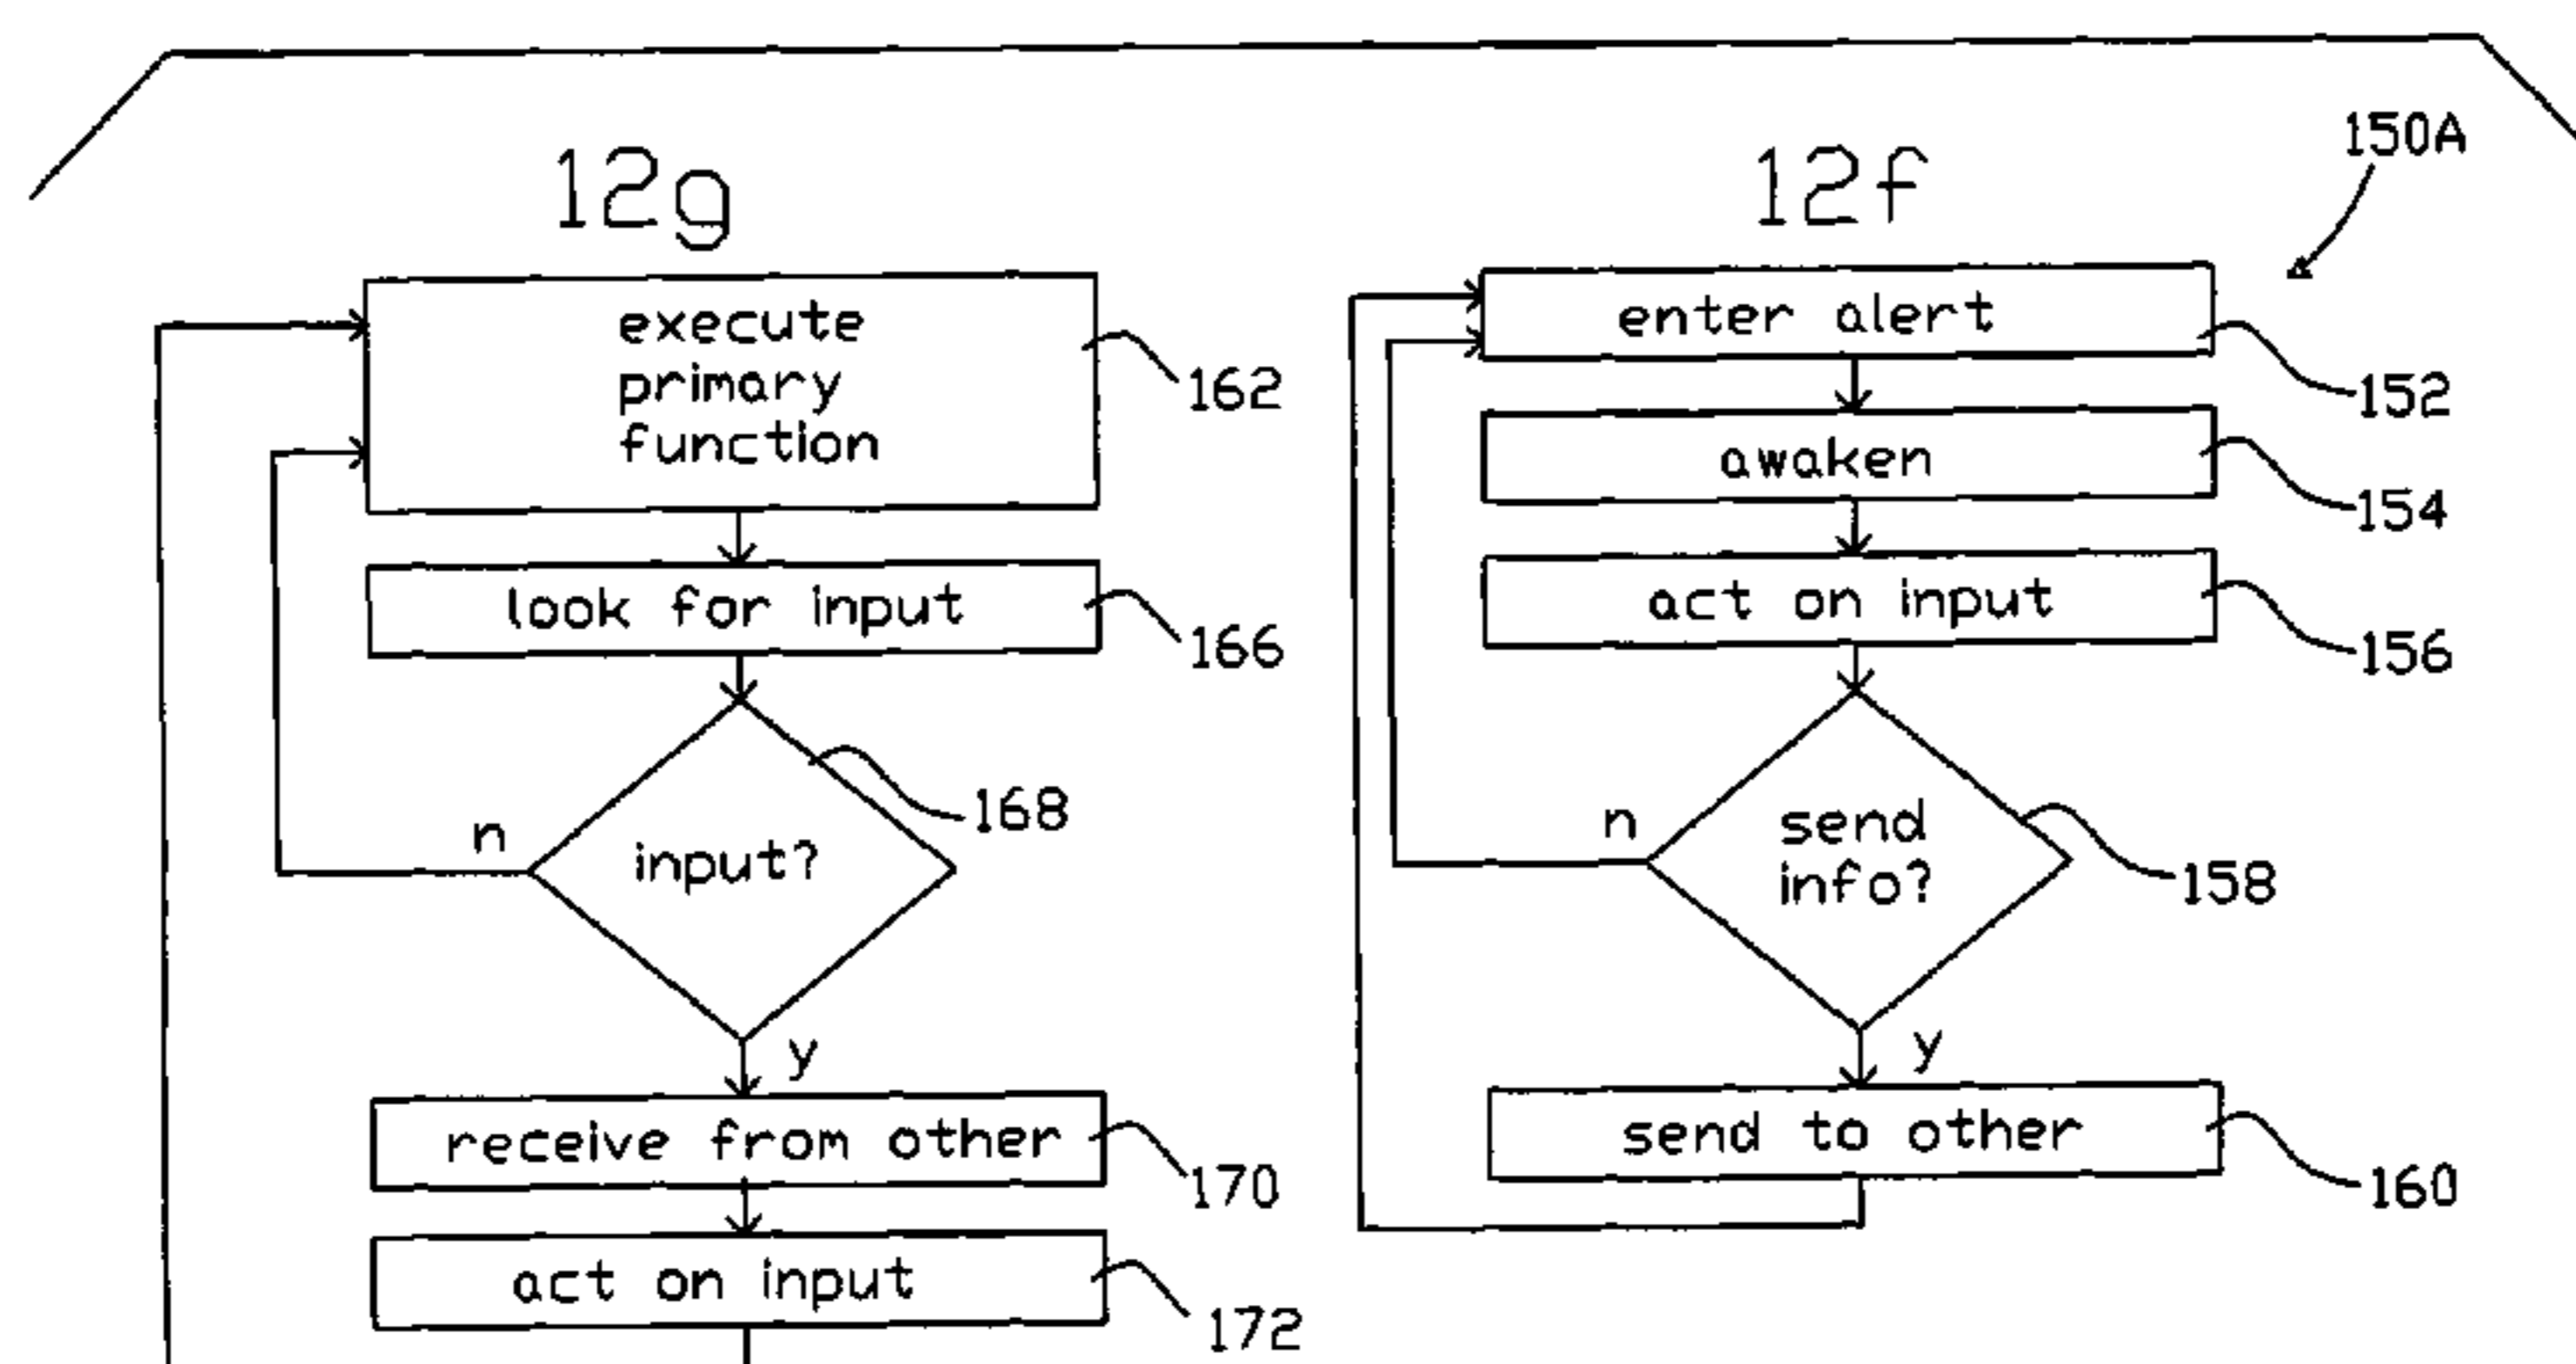 12g
execute
primary
function
162
look for input
166
168
n
input?
y
receive from other
170
act on input
172
12f
150A
enter alert
152
awaken
154
act on input
156
n
send
info?
158
y
send to other
160